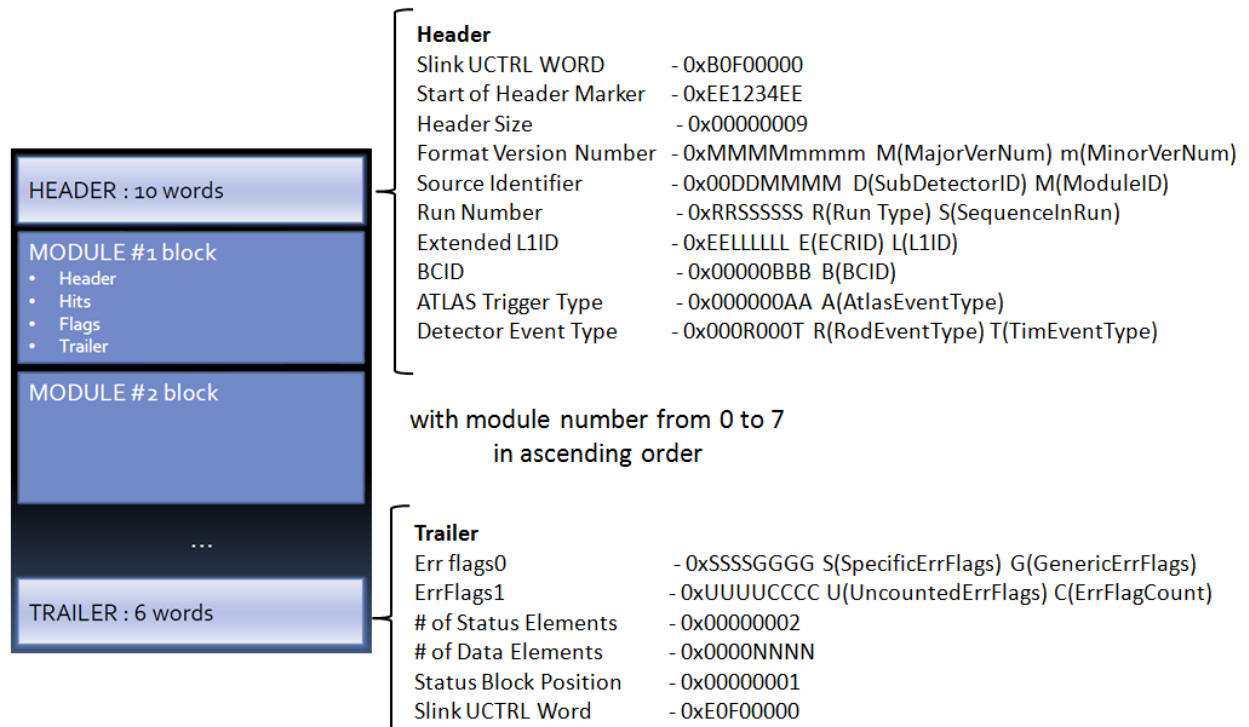 HEADER : 10 words
MODULE #1 block
• Header
• Hits
• Flags
• Trailer
MODULE #2 block
...
TRAILER : 6 words
Header
Slink UCTRL WORD - 0xB0F00000
Start of Header Marker - 0xEE1234EE
Header Size - 0x00000009
Format Version Number - 0xMMMMmmmm M(MajorVerNum) m(MinorVerNum)
Source Identifier - 0x00DDMMMM D(SubDetectorID) M(ModuleID)
Run Number - 0xRRSSSSSS R(Run Type) S(SequenceInRun)
Extended L1ID - 0xEELLLLLL E(ECRID) L(L1ID)
BCID - 0x00000BBB B(BCID)
ATLAS Trigger Type - 0x000000AA A(AtlasEventType)
Detector Event Type - 0x000R000T R(RodEventType) T(TimEventType)
with module number from 0 to 7
in ascending order
Trailer
Err flags0 - 0xSSSSGGGG S(SpecificErrFlags) G(GenericErrFlags)
ErrFlags1 - 0xUUUUCCCC U(UncountedErrFlags) C(ErrFlagCount)
# of Status Elements - 0x00000002
# of Data Elements - 0x0000NNNN
Status Block Position - 0x00000001
Slink UCTRL Word - 0xE0F00000